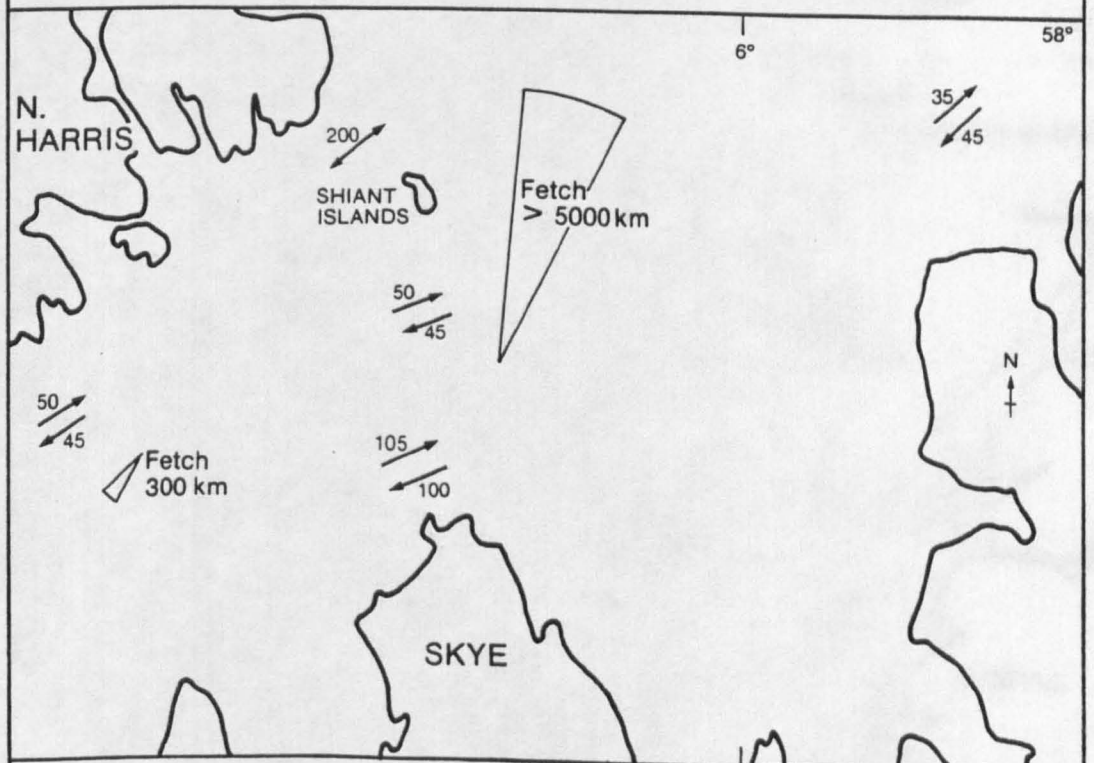 6°
58°
N.
HARRIS
200
35
45
SHIANT
ISLANDS
Fetch
> 5000 km
50
45
N
50
45
Fetch
300 km
105
100
SKYE